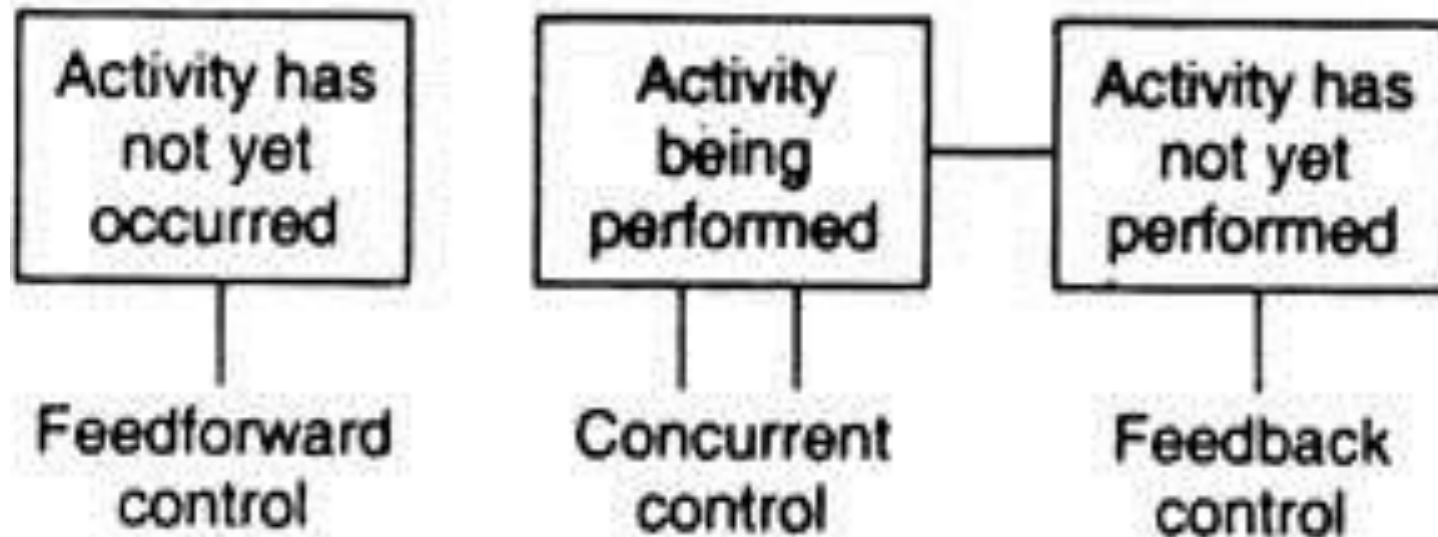 Activity has
not yet
occurred
Activity
being
performed
Activity has
not yet
performed
Feedforward
control
Concurrent
control
Feedback
control